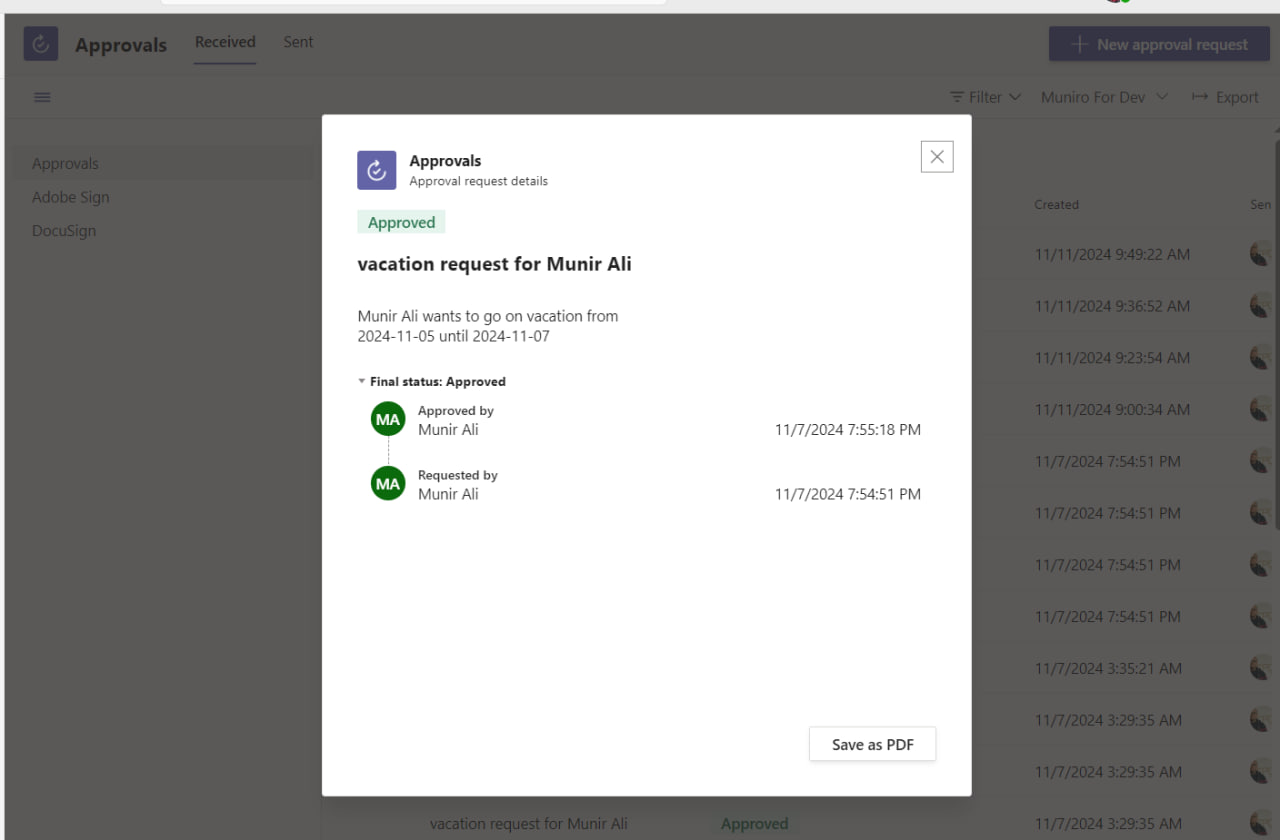 Approvals
Received
Sent
New approval request
Filter
Muniro For Dev
Export
Approvals
Adobe Sign
DocuSign
Approvals
Approval request details
Approved
vacation request for Munir Ali
Munir Ali wants to go on vacation from
2024-11-05 until 2024-11-07
Final status: Approved
MA
Approved by
Munir Ali
11/7/2024 7:55:18 PM
MA
Requested by
Munir Ali
11/7/2024 7:54:51 PM
Save as PDF
Created
Sen
11/11/2024 9:49:22 AM
11/11/2024 9:36:52 AM
11/11/2024 9:23:54 AM
11/11/2024 9:00:34 AM
11/7/2024 7:54:51 PM
11/7/2024 7:54:51 PM
11/7/2024 7:54:51 PM
11/7/2024 7:54:51 PM
11/7/2024 3:35:21 AM
11/7/2024 3:29:35 AM
11/7/2024 3:29:35 AM
vacation request for Munir Ali
Approved
11/7/2024 3:29:35 AM